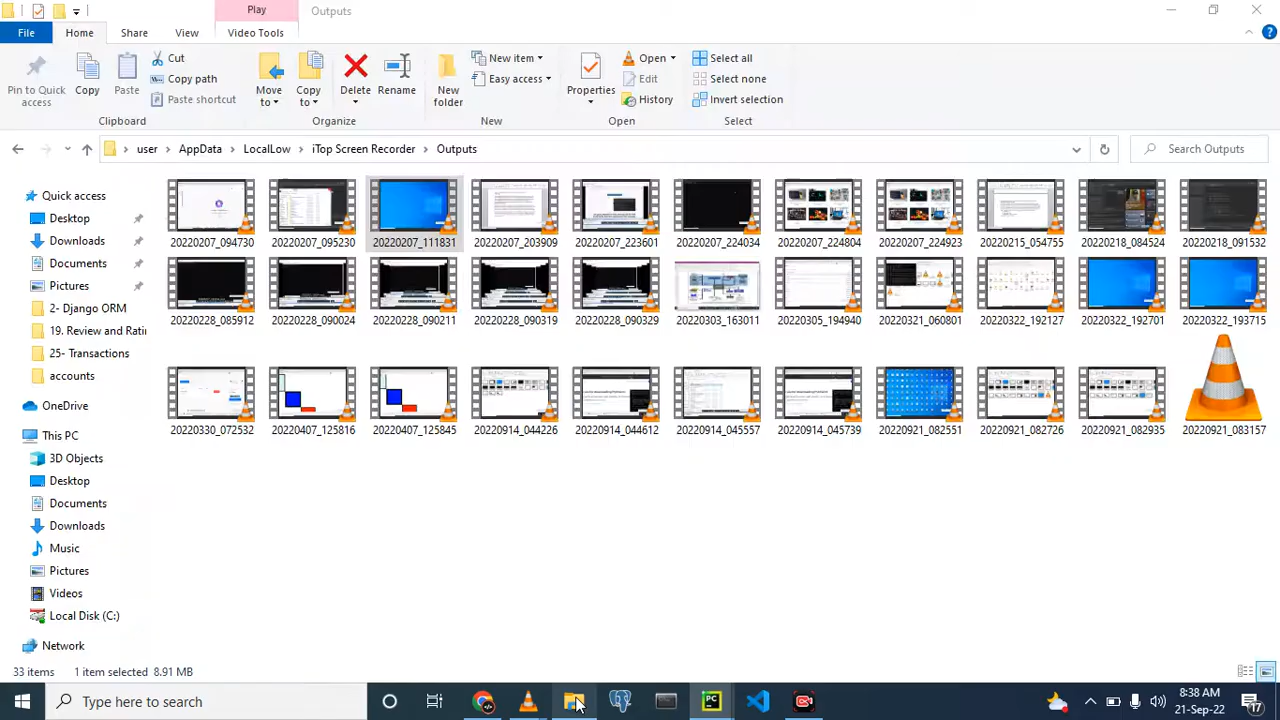 Play
Outputs
File
Home
Share
View
Video Tools
Pin to Quick access
Copy
Paste
Cut
Copy path
Paste shortcut
Clipboard
Move to
Copy to
Delete
Rename
Organize
New folder
New item
Easy access
New
Properties
Open
Edit
History
Open
Select all
Select none
Invert selection
Select
user
AppData
LocalLow
iTop Screen Recorder
Outputs
Search Outputs
Quick access
Desktop
Downloads
Documents
Pictures
2- Django ORM
19. Review and Ratin
25- Transactions
accounts
OneDrive
This PC
3D Objects
Desktop
Documents
Downloads
Music
Pictures
Videos
Local Disk (C:)
Network
20220207_094730 20220207_095230 20220207_111831 20220207_203909 20220207_223601 20220207_224034 20220207_224804 20220207_224923 20220215_054755 20220218_084524 20220218_091532
20220228_085912 20220228_090024 20220228_090211 20220228_090319 20220228_090329 20220303_163011 20220305_194940 20220321_060801 20220322_192127 20220322_192701 20220322_193715
20220330_072532 20220407_125816 20220407_125845 20220914_044226 20220914_044612 20220914_045557 20220914_045739 20220921_082551 20220921_082726 20220921_082935 20220921_083157
33 items 1 item selected 8.91 MB
Type here to search
PC
8:38 AM
21-Sep-22
17